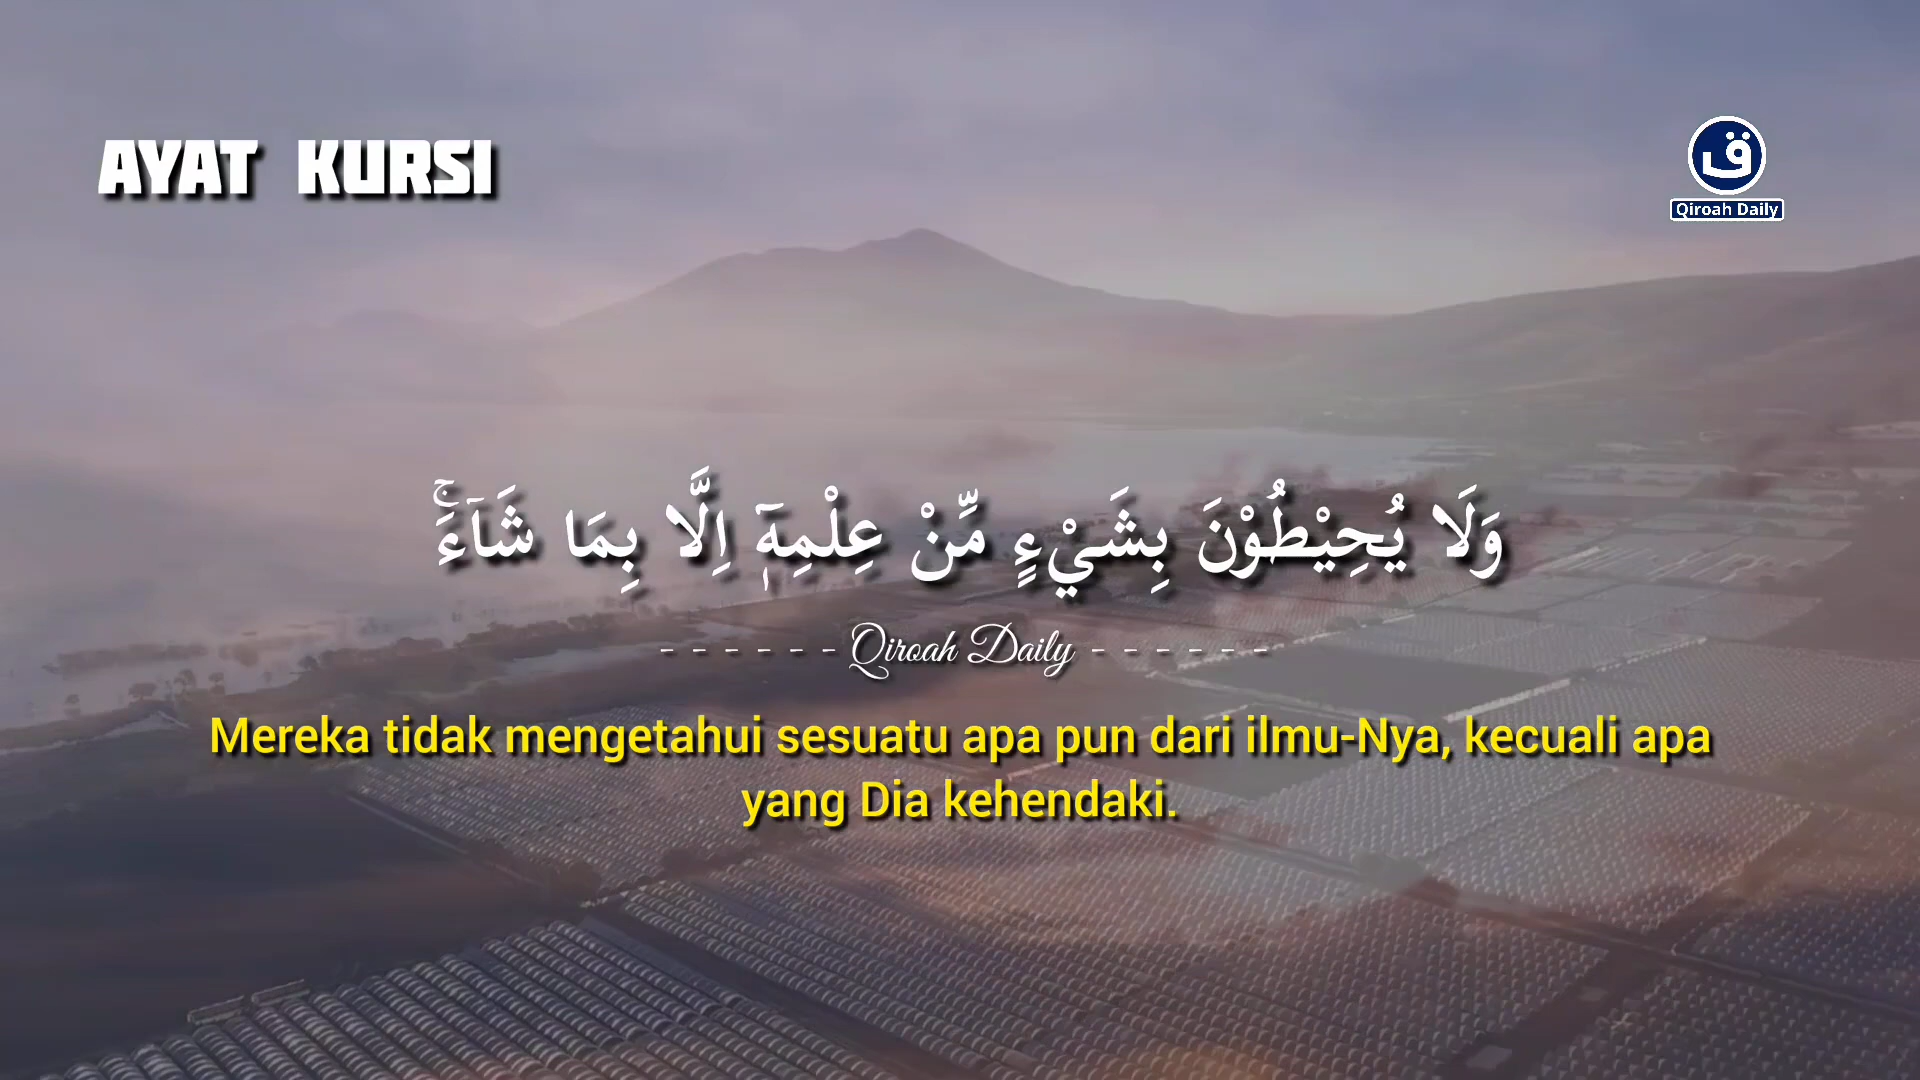 AYAT KURSI
ق
Qiroah Daily
وَلَا يُحِيْطُوْنَ بِشَيْءٍ مِّنْ عِلْمِهٖٓ اِلَّا بِمَا شَاۤءَۚ
- - - - - - Qiroah Daily - - - - - -
Mereka tidak mengetahui sesuatu apa pun dari ilmu-Nya, kecuali apa
yang Dia kehendaki.